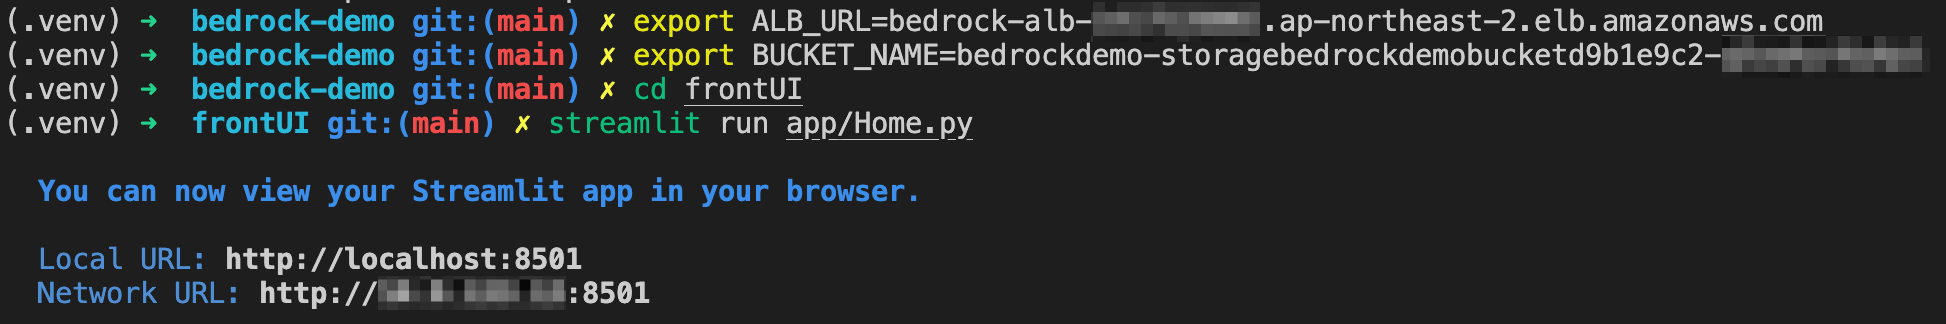 (.venv) ➜ bedrock-demo git:(main) ✗ export ALB_URL=bedrock-alb-.ap-northeast-2.elb.amazonaws.com
(.venv) ➜ bedrock-demo git:(main) ✗ export BUCKET_NAME=bedrockdemo-storagebedrockdemobucketd9b1e9c2-
(.venv) ➜ bedrock-demo git:(main) ✗ cd frontUI
(.venv) ➜ frontUI git:(main) ✗ streamlit run app/Home.py
You can now view your Streamlit app in your browser.
Local URL: http://localhost:8501
Network URL: http://:8501